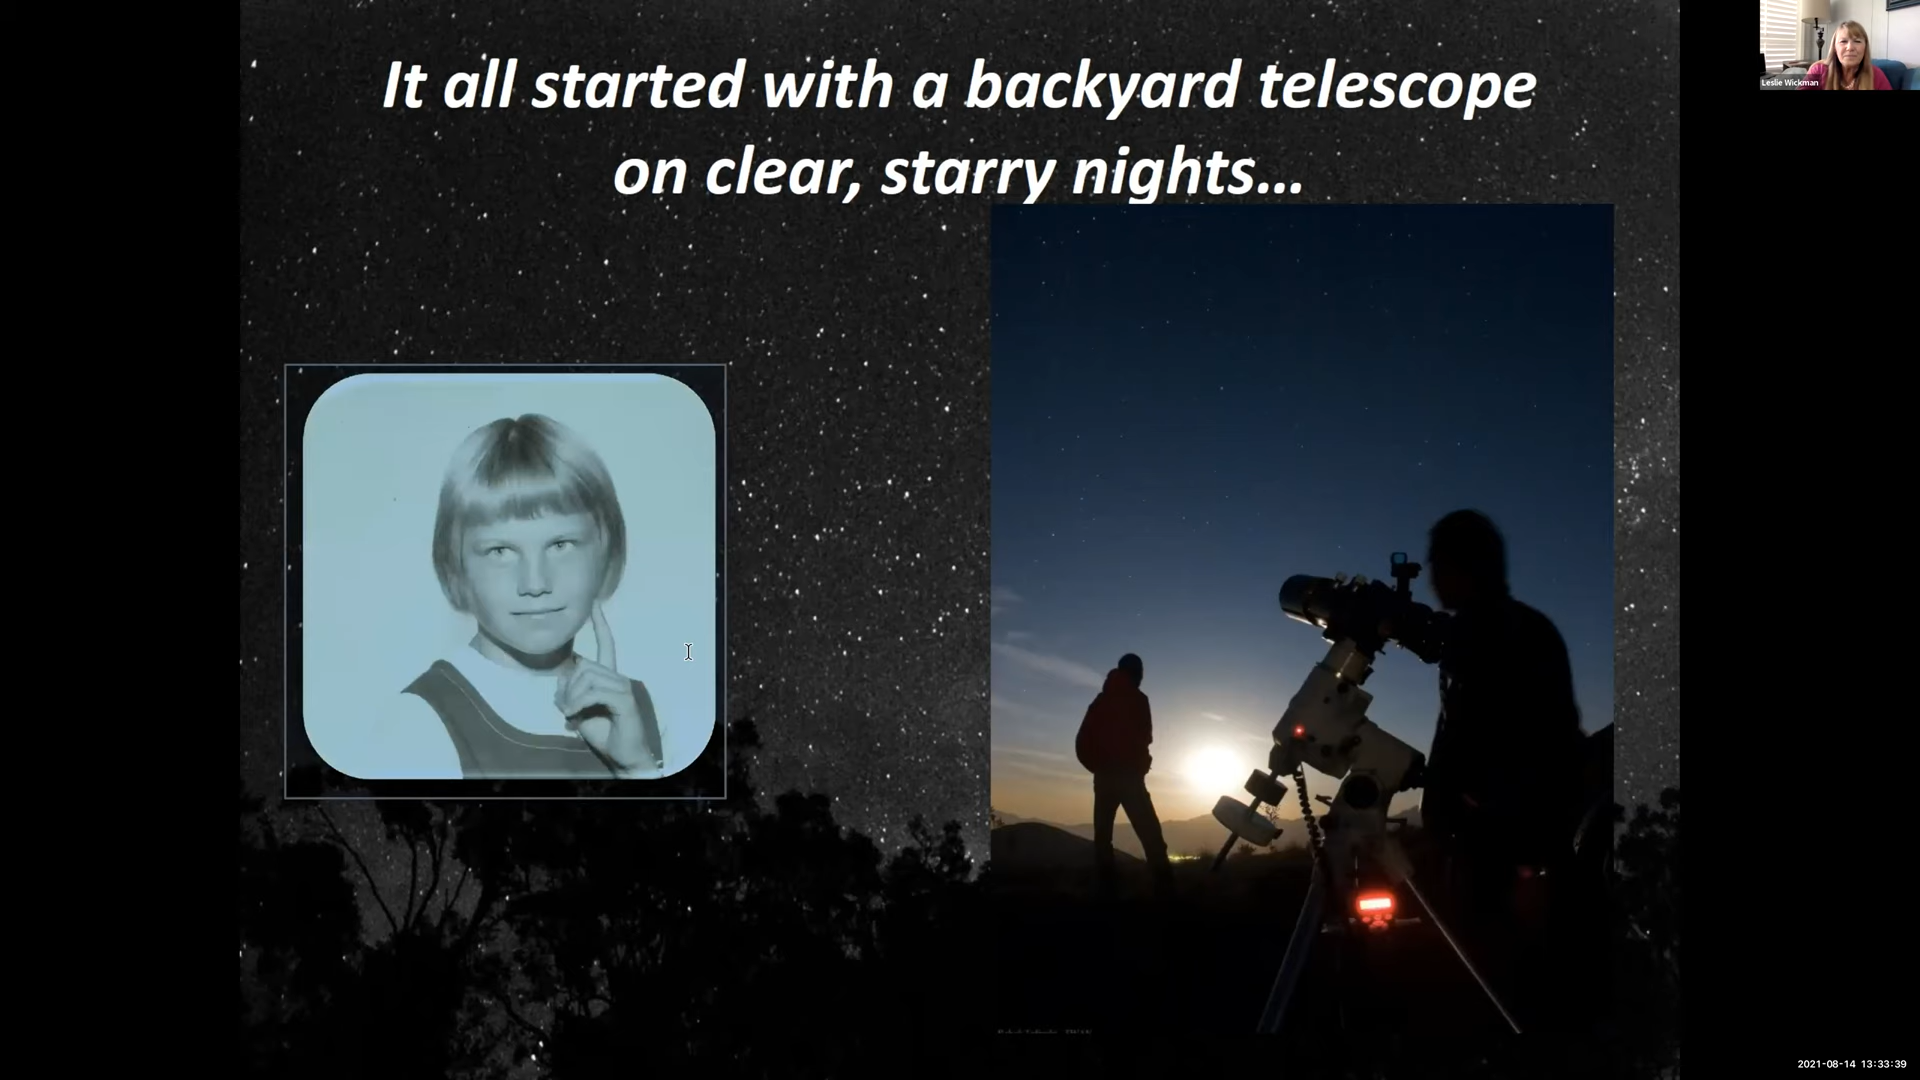 It all started with a backyard telescope
on clear, starry nights...
Leslie Wickman
2021-08-14 13:33:39